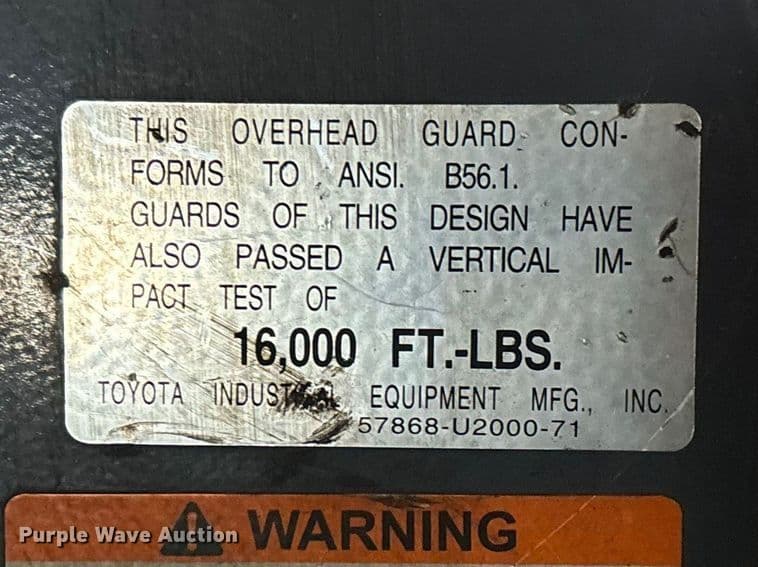 THIS OVERHEAD GUARD CON-
FORMS TO ANSI. B56.1.
GUARDS OF THIS DESIGN HAVE
ALSO PASSED A VERTICAL IM-
PACT TEST OF
16,000 FT.-LBS.
TOYOTA INDUSTRIAL EQUIPMENT MFG., INC.
57868-U2000-71
WARNING
Purple Wave Auction